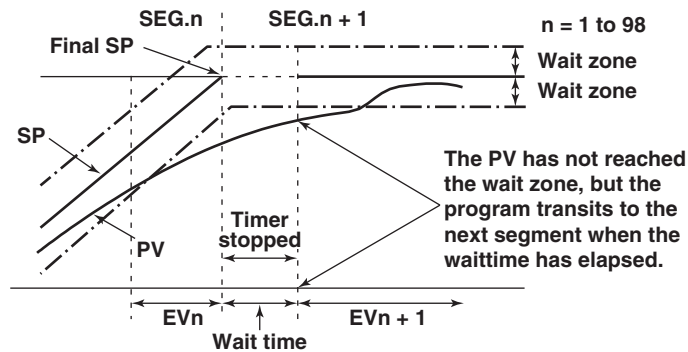 SEG.n
SEG.n + 1
n = 1 to 98
Final SP
Wait zone
Wait zone
SP
The PV has not reached
the wait zone, but the
program transits to the
next segment when the
waittime has elapsed.
Timer
stopped
PV
EVn
EVn + 1
Wait time